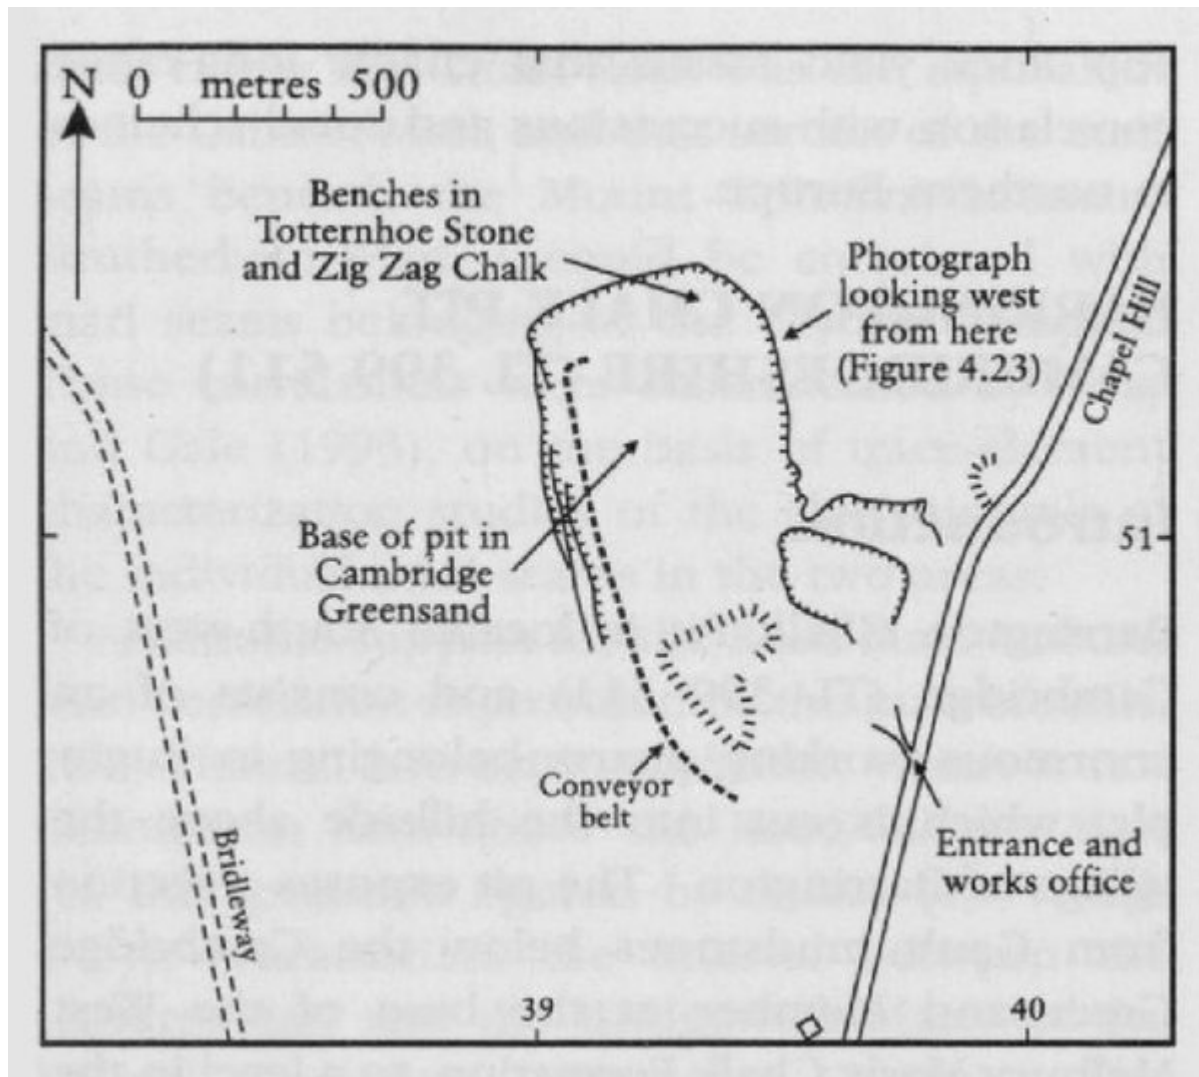 N 0 metres 500
Benches in
Totternhoe Stone
and Zig Zag Chalk
Photograph
looking west
from here
(Figure 4.23)
Chapel Hill
51
Base of pit in
Cambridge
Greensand
Conveyor
belt
Entrance and
works office
Bridleway
39
40